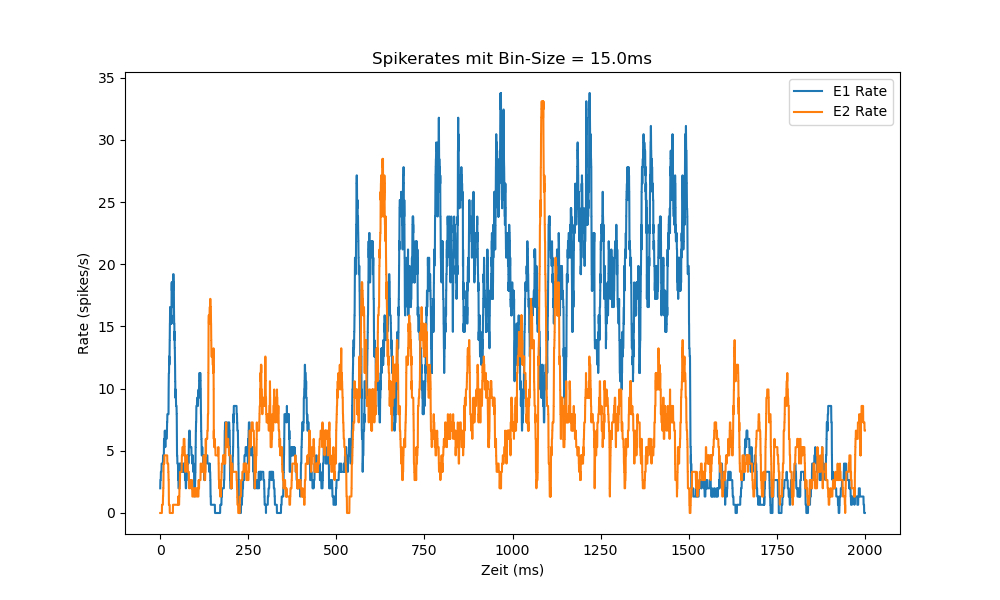 Spikerates mit Bin-Size = 15.0ms
E1 Rate
E2 Rate
35
30
25
20
15
10
5
0
Rate (spikes/s)
0 250 500 750 1000 1250 1500 1750 2000
Zeit (ms)